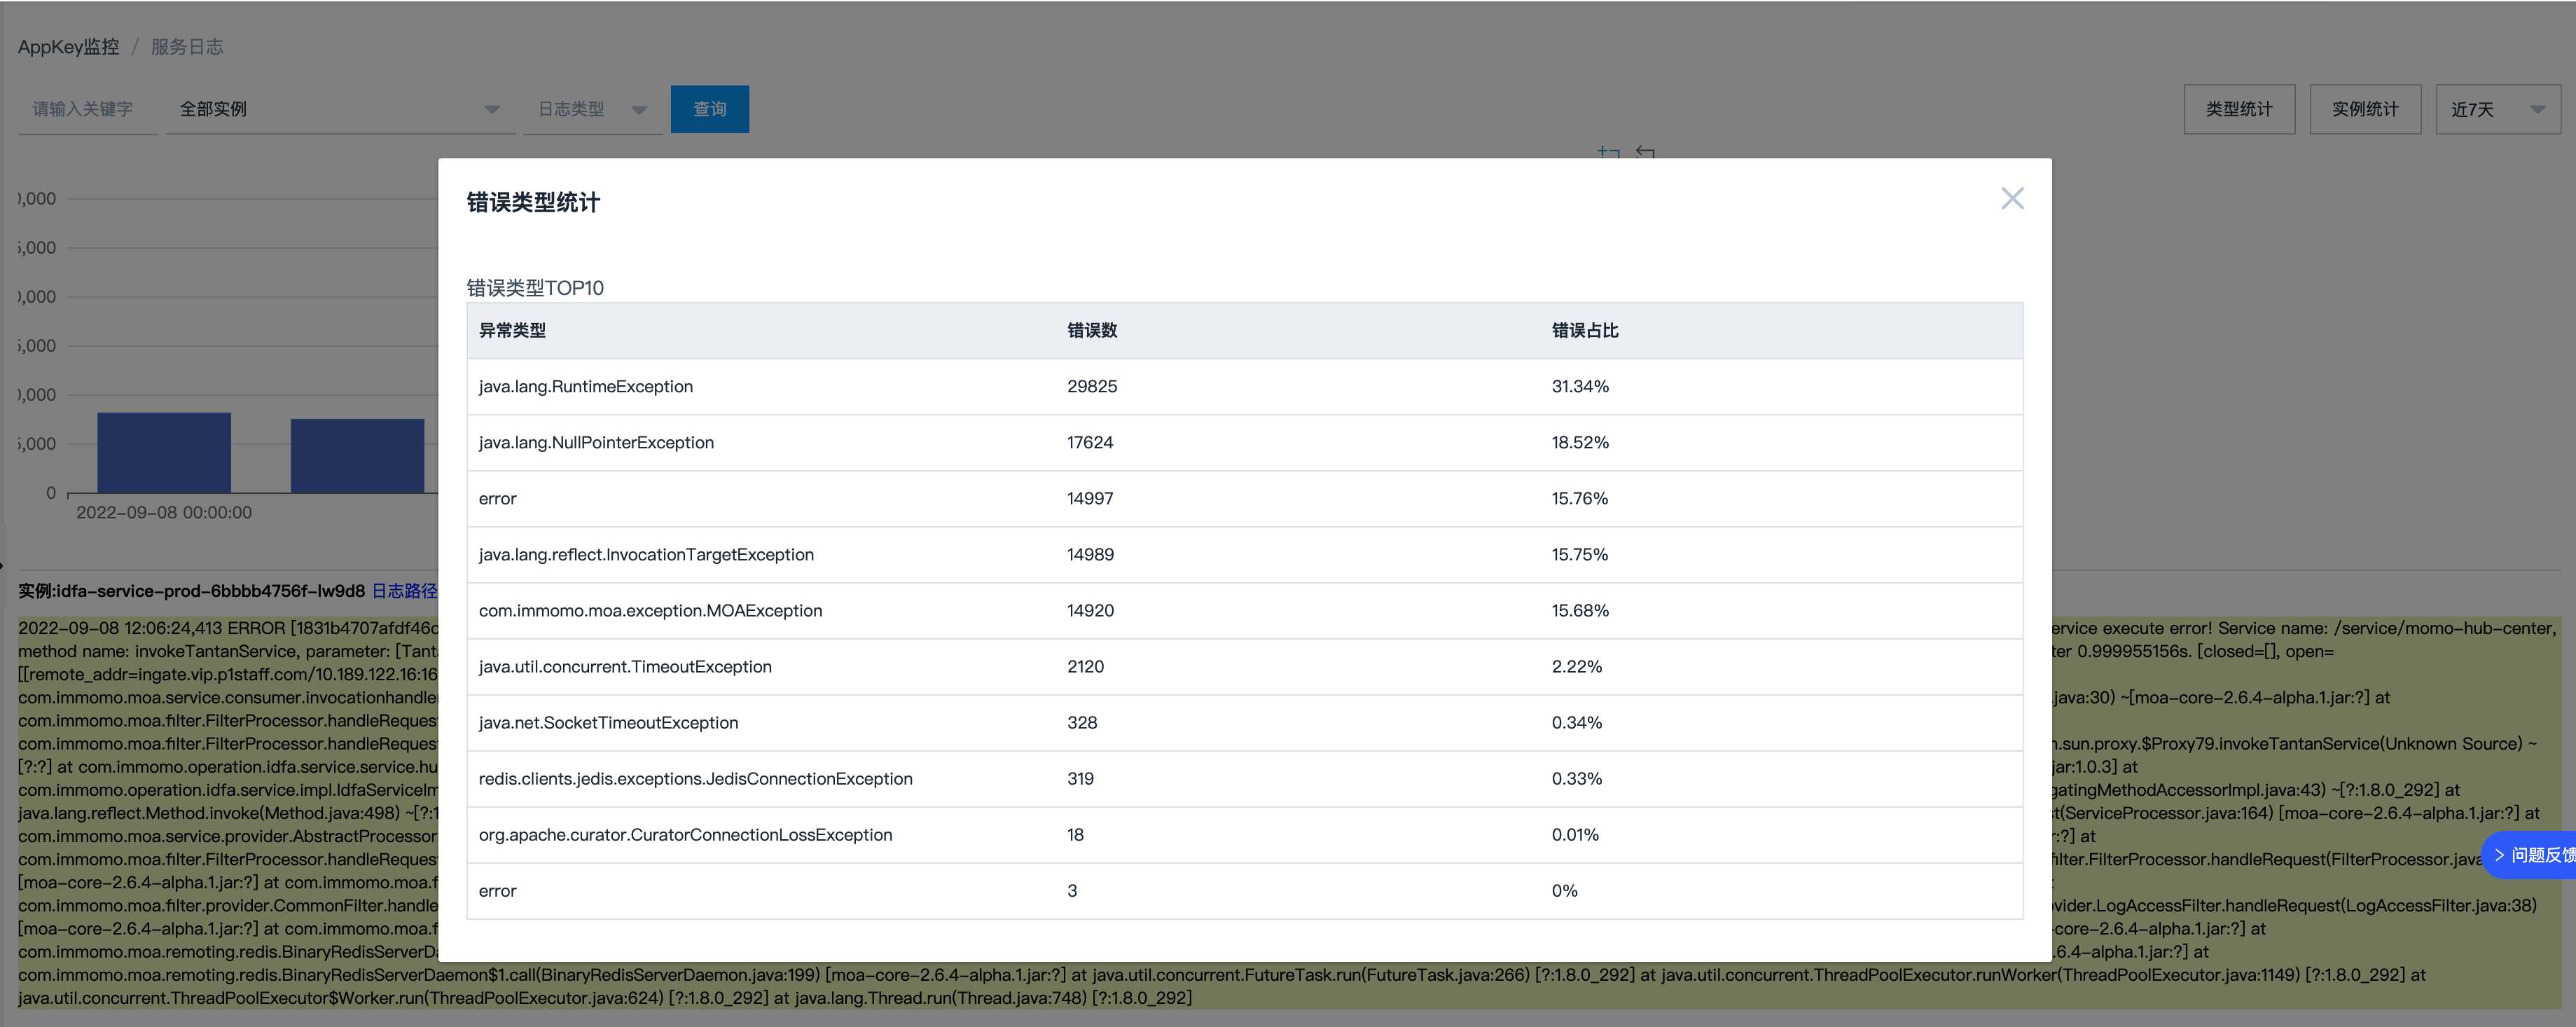 AppKey监控 / 服务日志
请输入关键字 全部实例 日志类型 查询 类型统计 实例统计 近7天
错误类型统计
错误类型TOP10
异常类型 错误数 错误占比
java.lang.RuntimeException 29825 31.34%
java.lang.NullPointerException 17624 18.52%
error 14997 15.76%
java.lang.reflect.InvocationTargetException 14989 15.75%
com.immomo.moa.exception.MOAException 14920 15.68%
java.util.concurrent.TimeoutException 2120 2.22%
java.net.SocketTimeoutException 328 0.34%
redis.clients.jedis.exceptions.JedisConnectionException 319 0.33%
org.apache.curator.CuratorConnectionLossException 18 0.01%
error 3 0%
0,000
5,000
0,000
5,000
0,000
5,000
0
2022-09-08 00:00:00
实例:idfa-service-prod-6bbbb4756f-lw9d8 日志路径
2022-09-08 12:06:24,413 ERROR [1831b4707afdf46c ervice execute error! Service name: /service/momo-hub-center,
method name: invokeTantanService, parameter: [Tant ter 0.999955156s. [closed=[], open=
[[remote_addr=ingate.vip.p1staff.com/10.189.122.16:16
com.immomo.moa.service.consumer.invocationhandler .java:30) ~[moa-core-2.6.4-alpha.1.jar:?] at
com.immomo.moa.filter.FilterProcessor.handleRequest
com.immomo.moa.filter.FilterProcessor.handleRequest n.sun.proxy.$Proxy79.invokeTantanService(Unknown Source) ~
[?:?] at com.immomo.operation.idfa.service.service.hu jar:1.0.3] at
com.immomo.operation.idfa.service.impl.IdfaServiceIm gatingMethodAccessorImpl.java:43) ~[?:1.8.0_292] at
java.lang.reflect.Method.invoke(Method.java:498) ~[?:1 st(ServiceProcessor.java:164) [moa-core-2.6.4-alpha.1.jar:?] at
com.immomo.moa.service.provider.AbstractProcessor r:?] at
com.immomo.moa.filter.FilterProcessor.handleRequest filter.FilterProcessor.handleRequest(FilterProcessor.java
[moa-core-2.6.4-alpha.1.jar:?] at com.immomo.moa.f
com.immomo.moa.filter.provider.CommonFilter.handle vider.LogAccessFilter.handleRequest(LogAccessFilter.java:38)
[moa-core-2.6.4-alpha.1.jar:?] at com.immomo.moa.f -core-2.6.4-alpha.1.jar:?] at
com.immomo.moa.remoting.redis.BinaryRedisServerDa .6.4-alpha.1.jar:?] at
com.immomo.moa.remoting.redis.BinaryRedisServerDaemon$1.call(BinaryRedisServerDaemon.java:199) [moa-core-2.6.4-alpha.1.jar:?] at java.util.concurrent.FutureTask.run(FutureTask.java:266) [?:1.8.0_292] at java.util.concurrent.ThreadPoolExecutor.runWorker(ThreadPoolExecutor.java:1149) [?:1.8.0_292] at
java.util.concurrent.ThreadPoolExecutor$Worker.run(ThreadPoolExecutor.java:624) [?:1.8.0_292] at java.lang.Thread.run(Thread.java:748) [?:1.8.0_292]
> 问题反馈